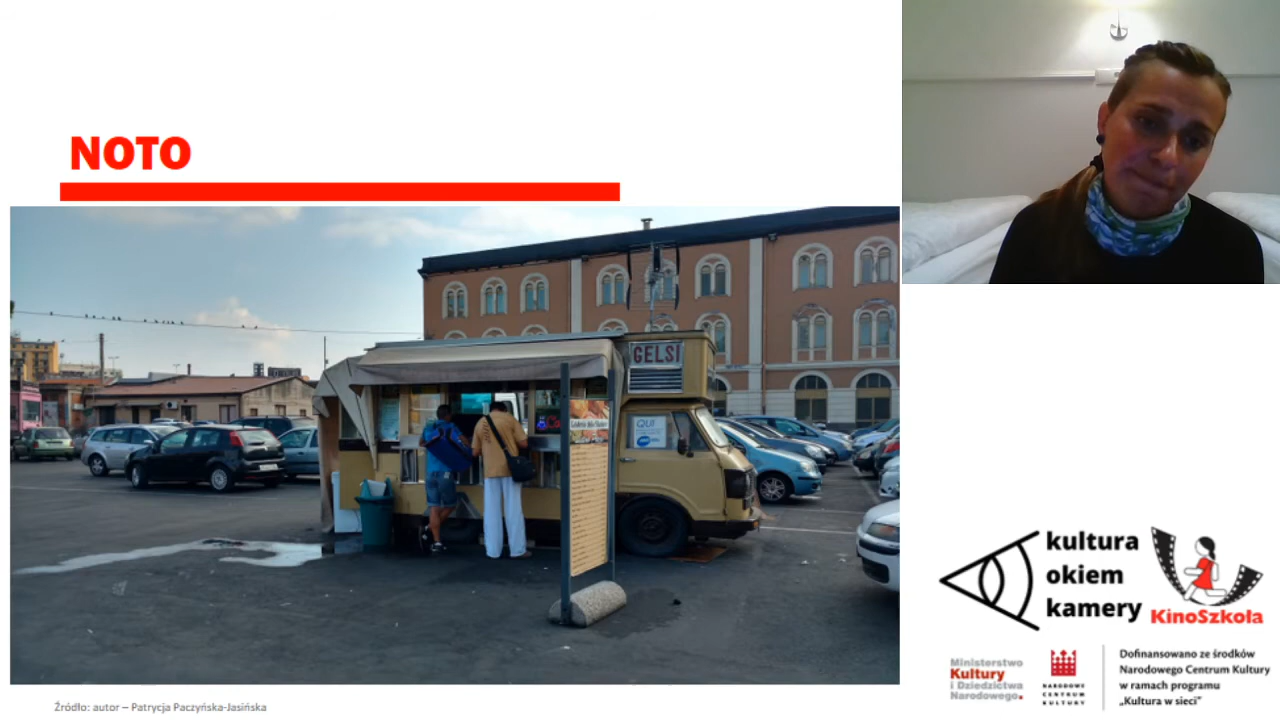 NOTO
GELSI
QUI
kultura
okiem
kamery
KinoSzkoła
Ministerstwo
Kultury
i Dziedzictwa
Narodowego.
NARODOWE
CENTRUM
KULTURY
Dofinansowano ze środków
Narodowego Centrum Kultury
w ramach programu
„Kultura w sieci”
Źródło: autor – Patrycja Paczyńska-Jasińska